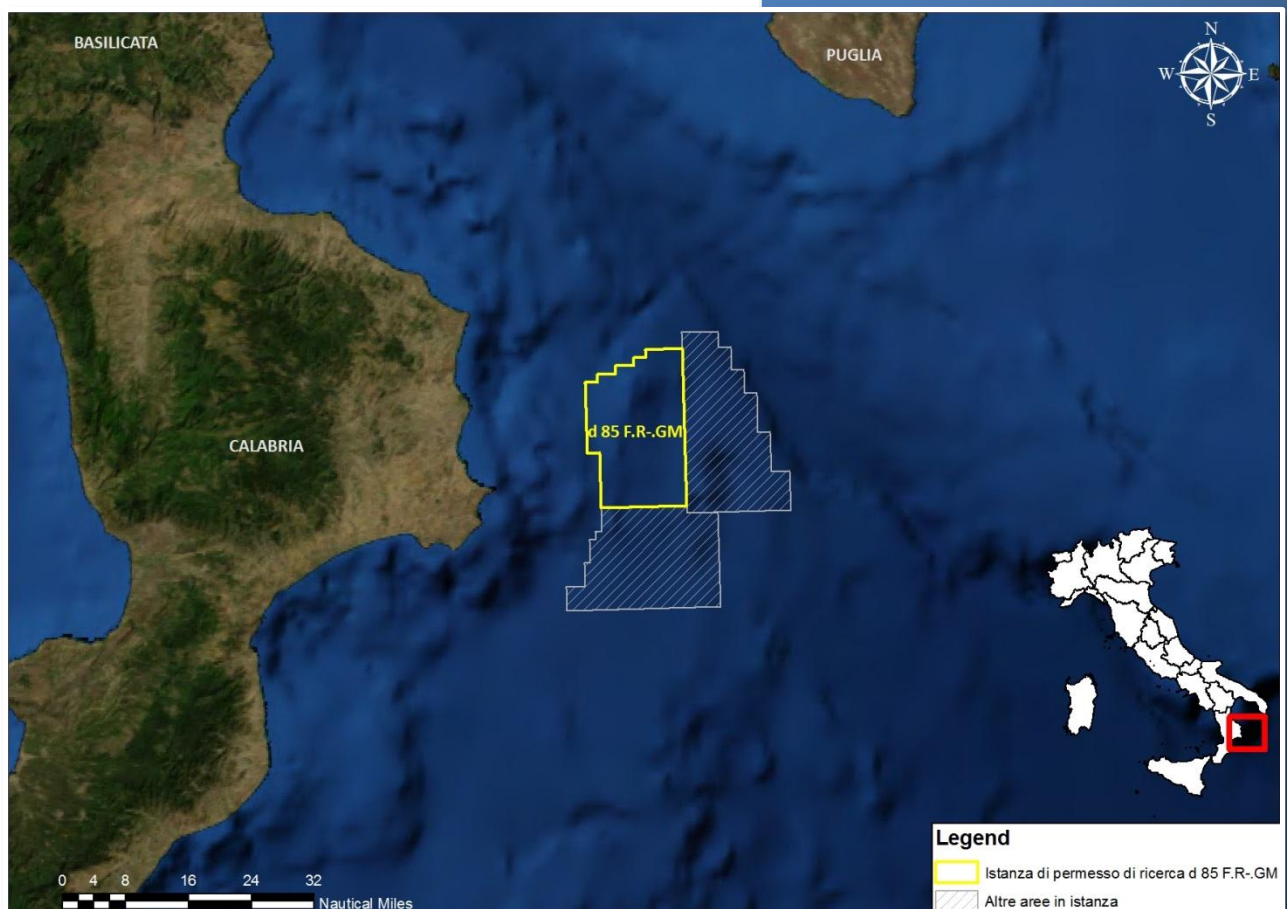 BASILICATA
PUGLIA
N
W E
S
d 85 F.R-.GM
CALABRIA
Legend
Istanza di permesso di ricerca d 85 F.R-.GM
Altre aree in istanza
0 4 8 16 24 32
Nautical Miles